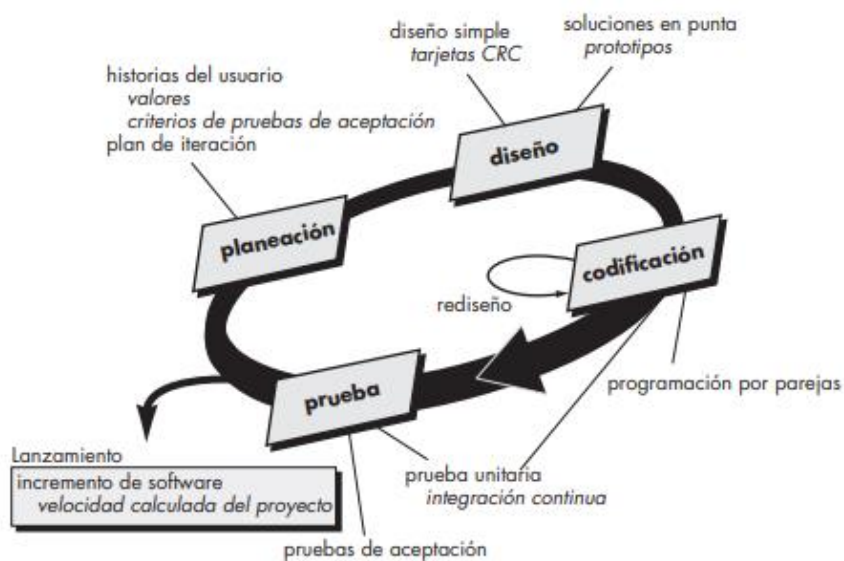 diseño simple
tarjetas CRC
soluciones en punta
prototipos
historias del usuario
valores
criterios de pruebas de aceptación
plan de iteración
diseño
planeación
codificación
rediseño
prueba
programación por parejas
Lanzamiento
incremento de software
velocidad calculada del proyecto
prueba unitaria
integración continua
pruebas de aceptación